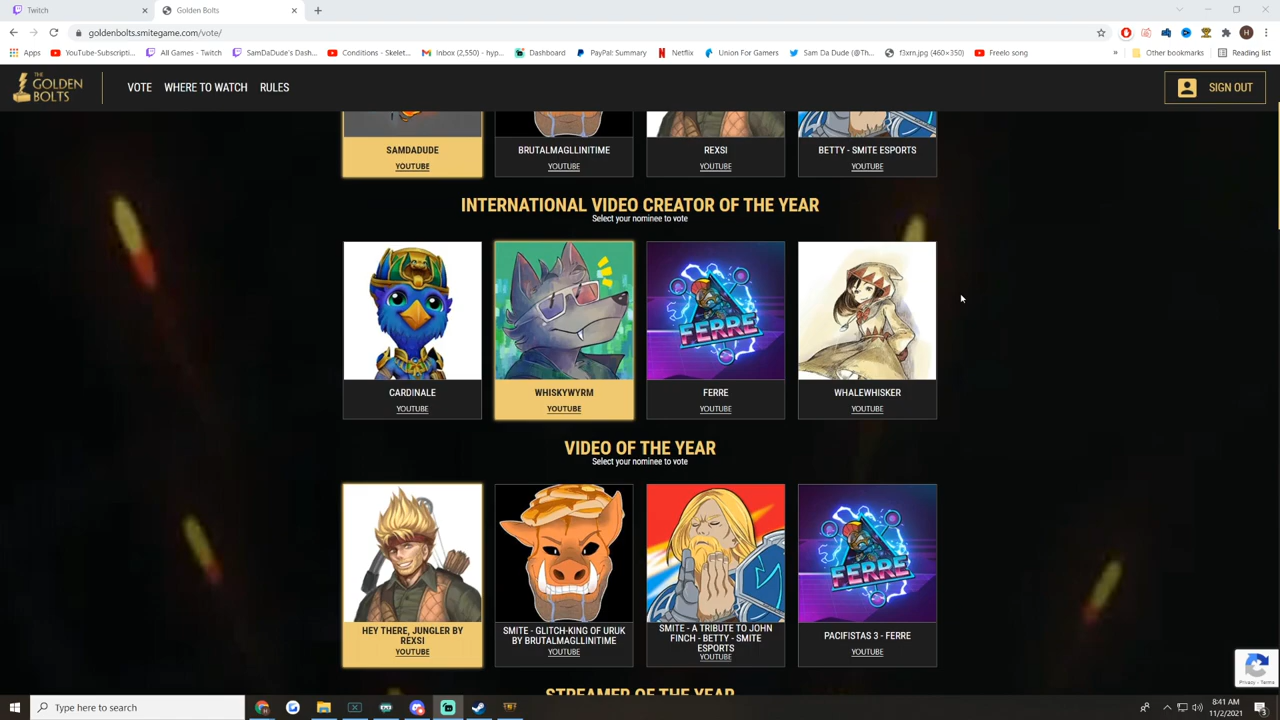 Twitch
Golden Bolts
goldenbolts.smitegame.com/vote/
Apps
YouTube-Subscripti...
All Games - Twitch
SamDaDude's Dash...
Conditions - Skelet...
Inbox (2,550) - hyp...
Dashboard
PayPal: Summary
Netflix
Union For Gamers
Sam Da Dude (@Th...
f3xrn.jpg (460×350)
Freelo song
Other bookmarks
Reading list
THE
GOLDEN
BOLTS
VOTE
WHERE TO WATCH
RULES
SIGN OUT
SAMDADUDE
YOUTUBE
BRUTALMAGLLINITIME
YOUTUBE
REXSI
YOUTUBE
BETTY - SMITE ESPORTS
YOUTUBE
INTERNATIONAL VIDEO CREATOR OF THE YEAR
Select your nominee to vote
FERRE
CARDINALE
YOUTUBE
WHISKYWYRM
YOUTUBE
FERRE
YOUTUBE
WHALEWHISKER
YOUTUBE
VIDEO OF THE YEAR
Select your nominee to vote
FERRE
HEY THERE, JUNGLER BY
REXSI
YOUTUBE
SMITE - GLITCH-KING OF URUK
BY BRUTALMAGLLINITIME
YOUTUBE
SMITE - A TRIBUTE TO JOHN
FINCH - BETTY - SMITE
ESPORTS
YOUTUBE
PACIFISTAS 3 - FERRE
YOUTUBE
STREAMER OF THE YEAR
Privacy - Terms
Type here to search
8:41 AM
11/2/2021